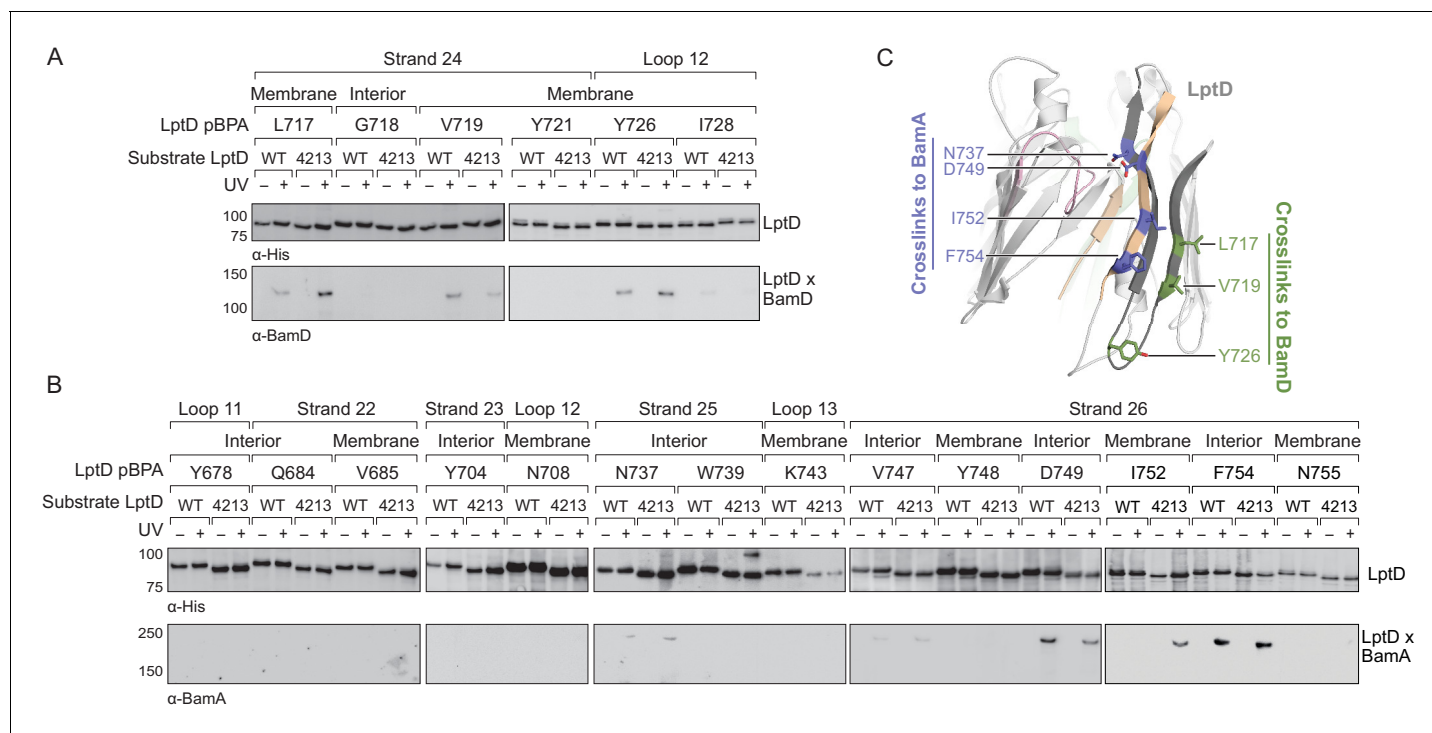 A
Strand 24 Loop 12
Membrane Interior Membrane
LptD pBPA L717 G718 V719 Y721 Y726 I728
Substrate LptD WT 4213 WT 4213 WT 4213 WT 4213 WT 4213 WT 4213
UV – + – + – + – + – + – + – + – + – + – + – + – +
100
75
LptD
α-His
150
100
LptD x
BamD
α-BamD
C
LptD
Crosslinks to BamA
N737
D749
I752
F754
L717
V719
Y726
Crosslinks to BamD
B
Loop 11 Strand 22 Strand 23 Loop 12 Strand 25 Loop 13 Strand 26
Interior Membrane Interior Membrane Interior Membrane Interior Membrane Interior Membrane Interior Membrane
LptD pBPA Y678 Q684 V685 Y704 N708 N737 W739 K743 V747 Y748 D749 I752 F754 N755
Substrate LptD WT 4213 WT 4213 WT 4213 WT 4213 WT 4213 WT 4213 WT 4213 WT 4213 WT 4213 WT 4213 WT 4213 WT 4213 WT 4213 WT 4213
UV – + – + – + – + – + – + – + – + – + – + – + – + – + – + – + – + – + – + – + – + – + – + – + – + – + – + – + – +
100
75
LptD
α-His
250
150
LptD x
BamA
α-BamA